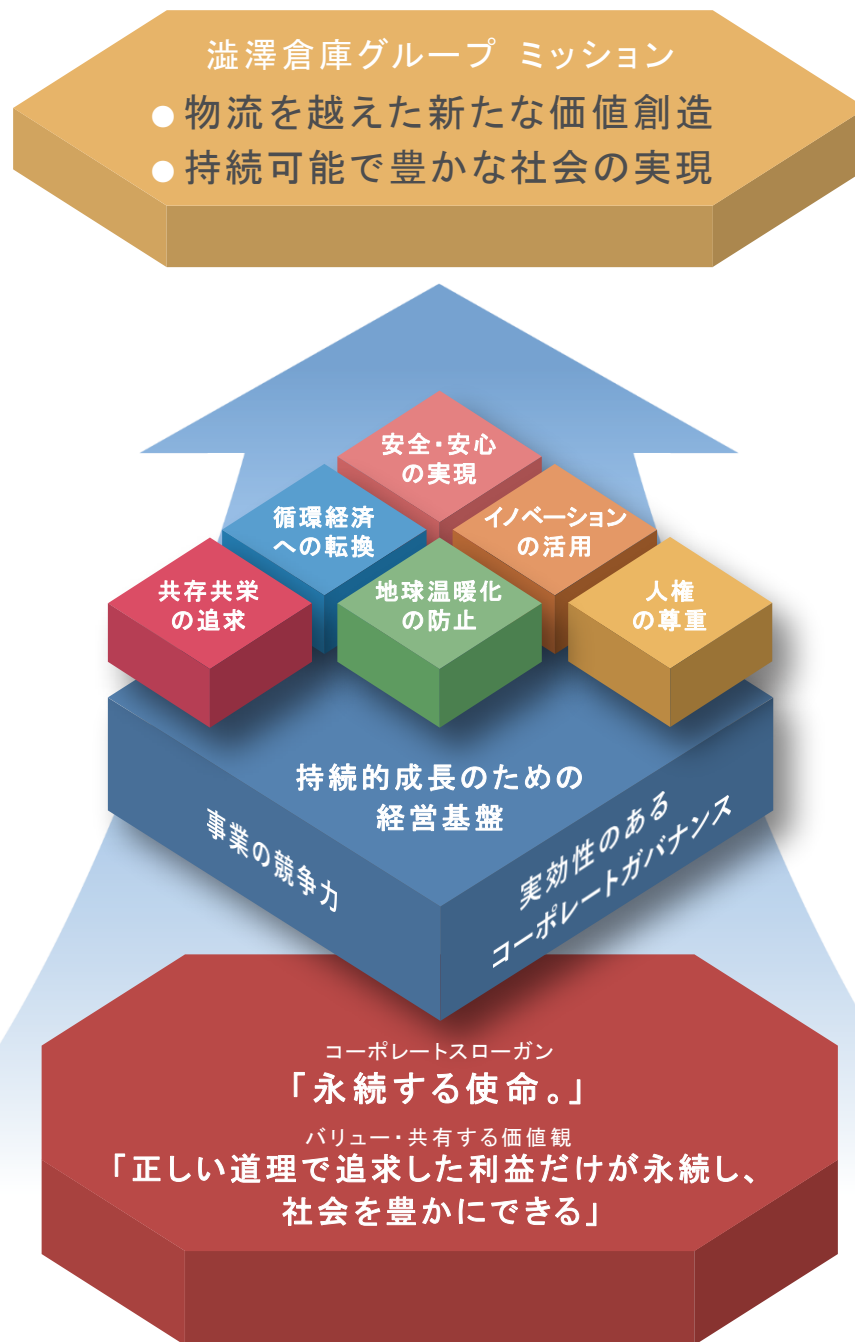 澁澤倉庫グループ ミッション
● 物流を越えた新たな価値創造
● 持続可能で豊かな社会の実現
安全・安心
の実現
循環経済
への転換
イノベーション
の活用
共存共栄
の追求
地球温暖化
の防止
人権
の尊重
持続的成長のための
経営基盤
事業の競争力
実効性のある
コーポレートガバナンス
コーポレートスローガン
「永続する使命。」
バリュー・共有する価値観
「正しい道理で追求した利益だけが永続し、
社会を豊かにできる」